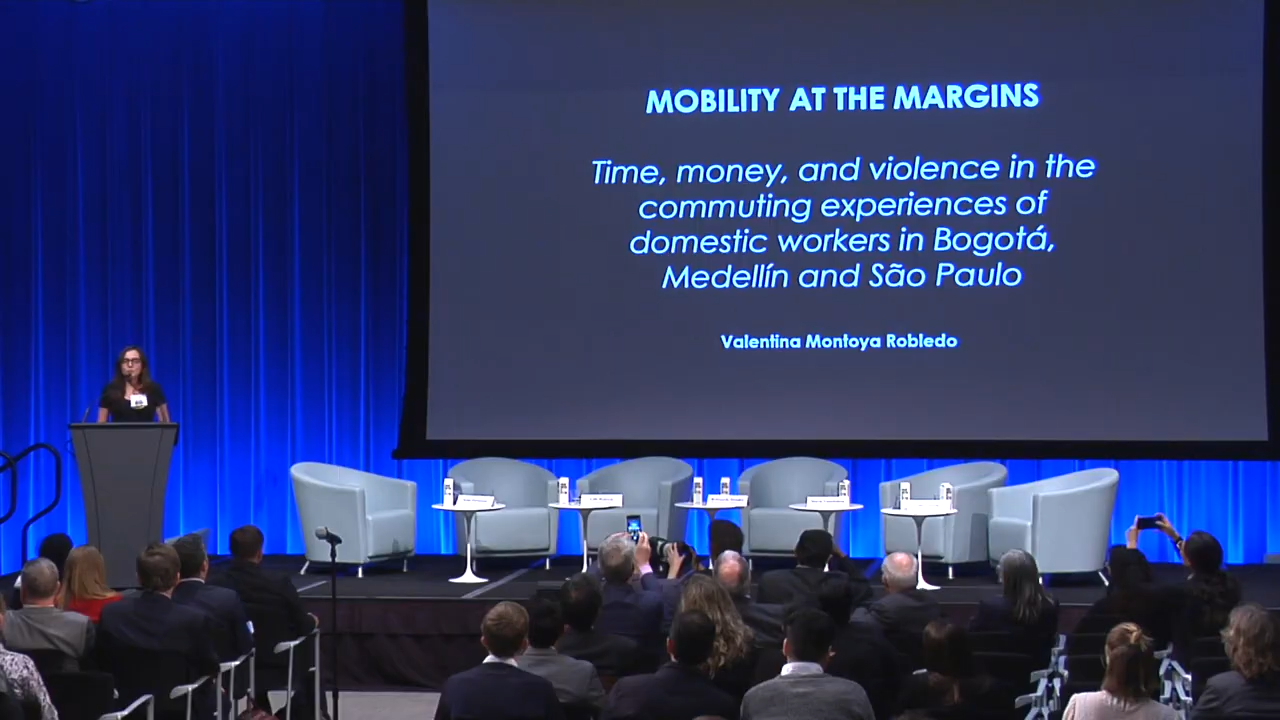 MOBILITY AT THE MARGINS
Time, money, and violence in the
commuting experiences of
domestic workers in Bogotá,
Medellín and São Paulo
Valentina Montoya Robledo